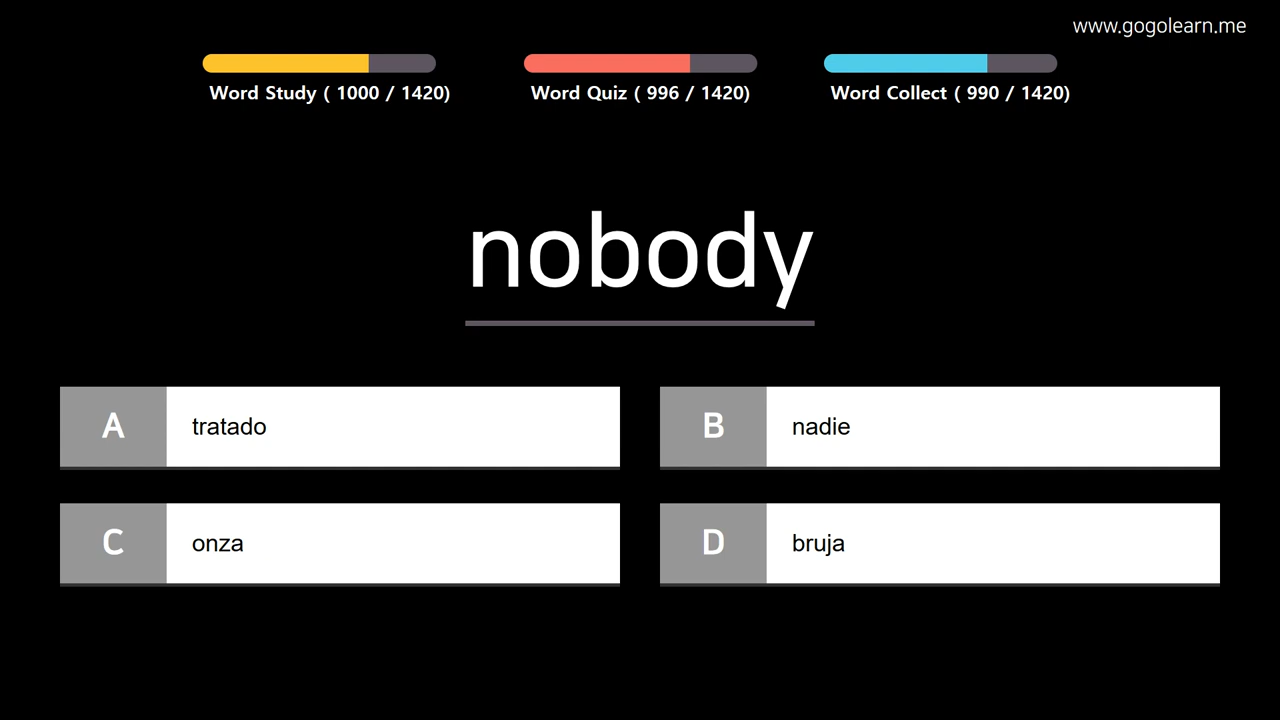 www.gogolearn.me
Word Study ( 1000 / 1420)
Word Quiz ( 996 / 1420)
Word Collect ( 990 / 1420)
nobody
A tratado
B nadie
C onza
D bruja